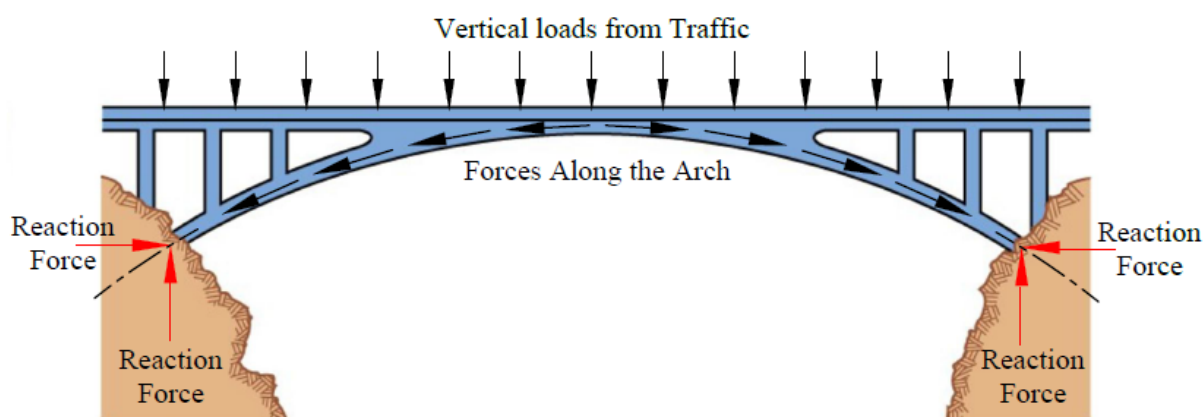 Vertical loads from Traffic
Forces Along the Arch
Reaction
Force
Reaction
Force
Reaction
Force
Reaction
Force